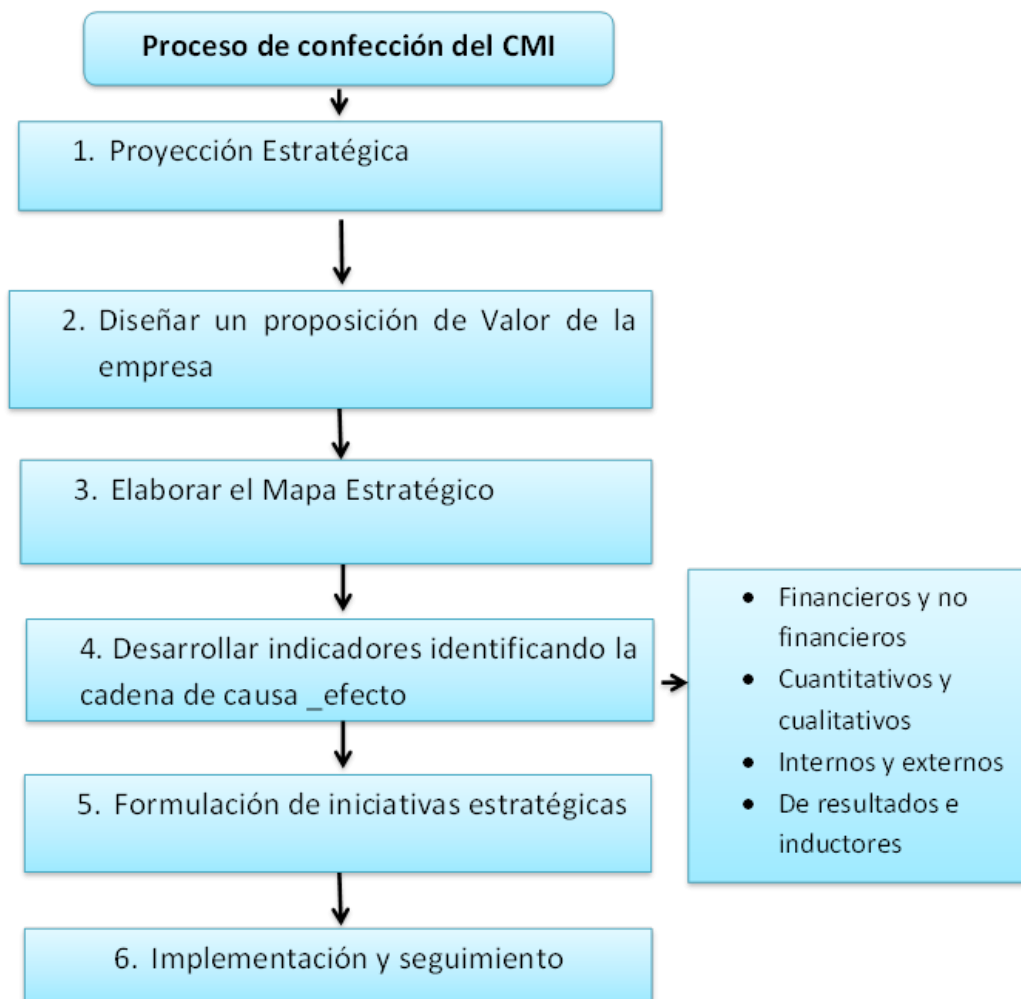 Proceso de confección del CMI
1. Proyección Estratégica
2. Diseñar un proposición de Valor de la
empresa
3. Elaborar el Mapa Estratégico
4. Desarrollar indicadores identificando la
cadena de causa _efecto
• Financieros y no
financieros
• Cuantitativos y
cualitativos
• Internos y externos
• De resultados e
inductores
5. Formulación de iniciativas estratégicas
6. Implementación y seguimiento